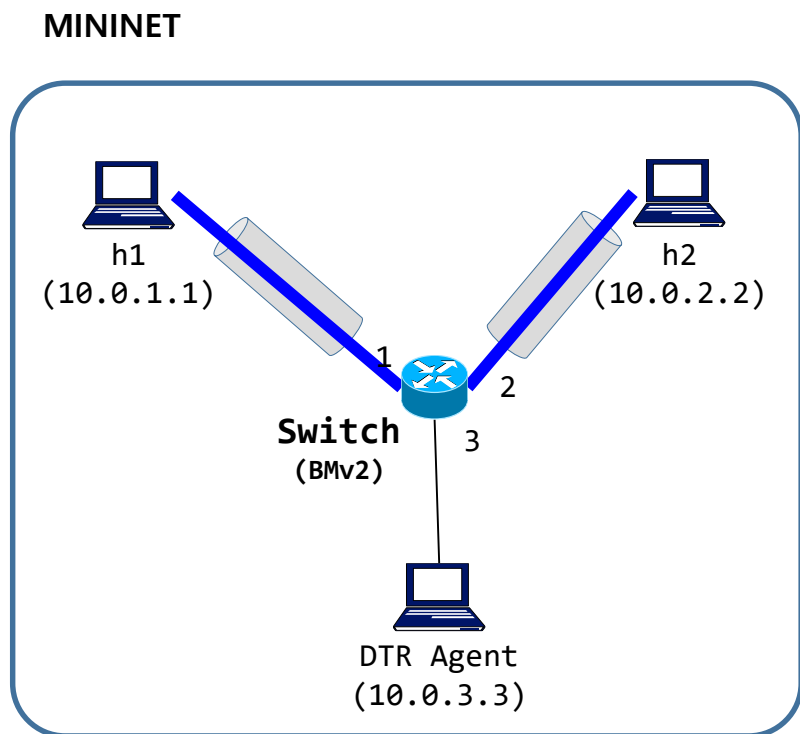 MININET
h1
(10.0.1.1)
h2
(10.0.2.2)
1
2
Switch
(BMv2)
3
DTR Agent
(10.0.3.3)